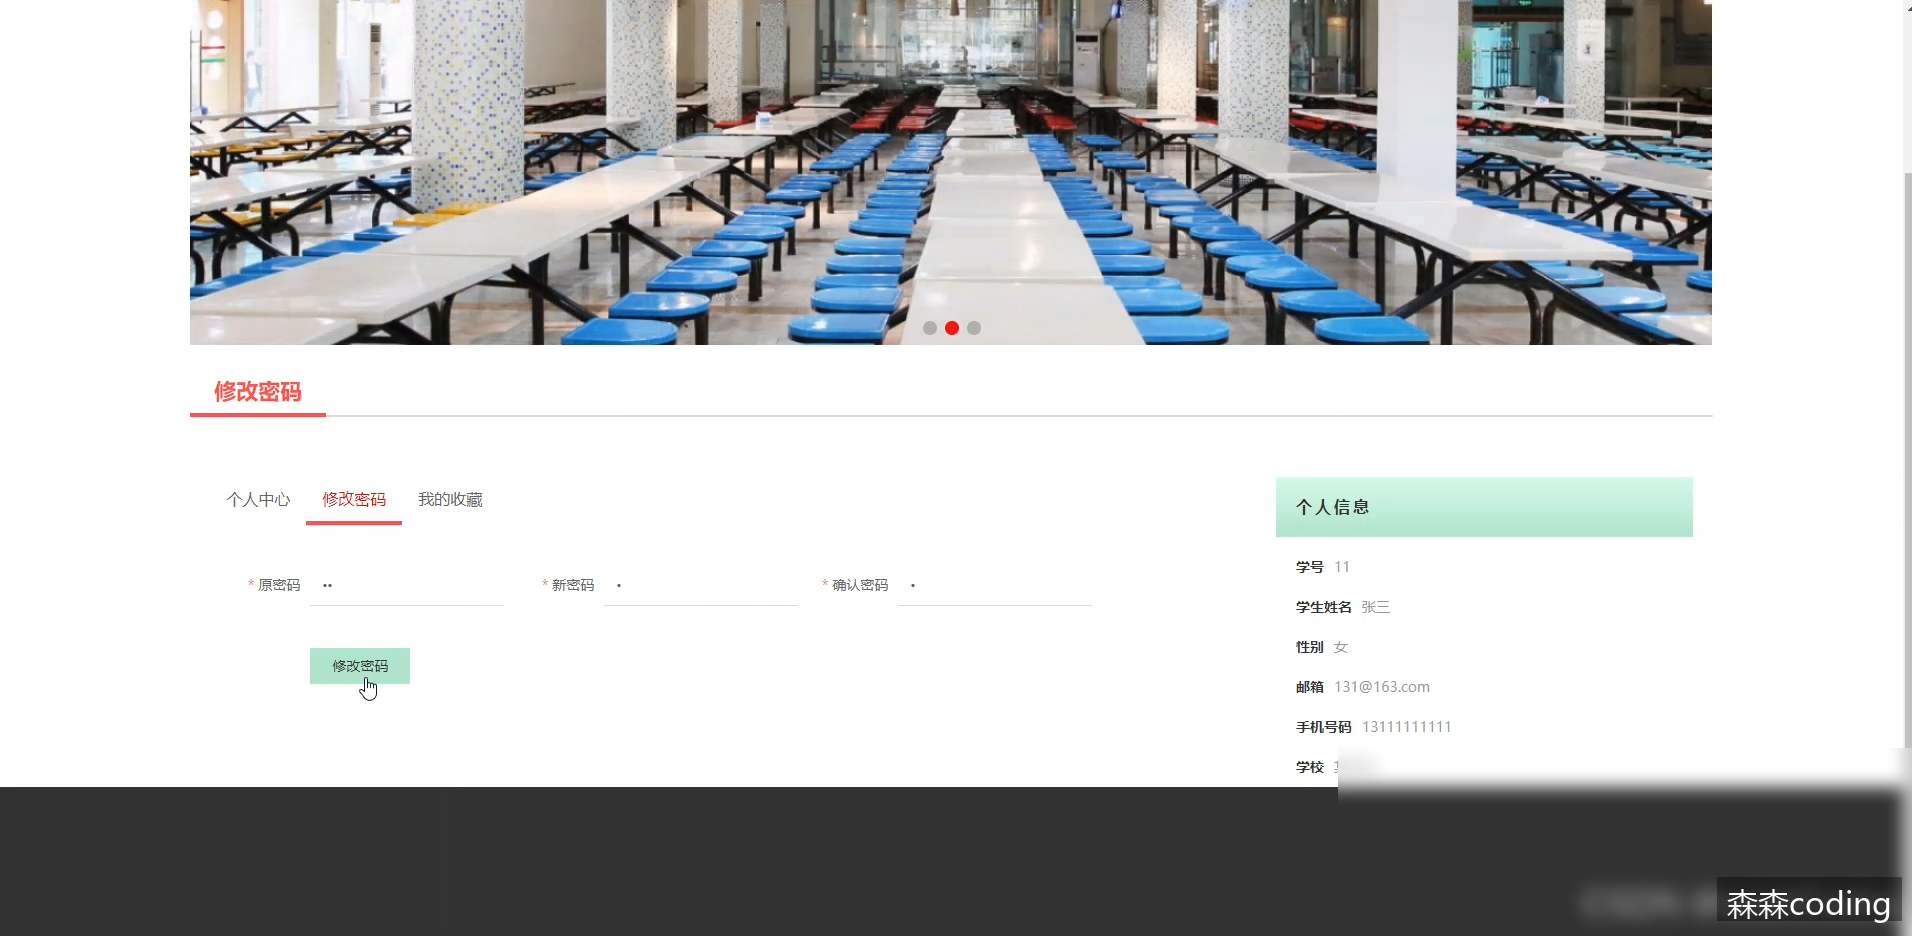 修改密码
个人中心 修改密码 我的收藏
* 原密码 •• * 新密码 • * 确认密码 •
修改密码
个人信息
学号 11
学生姓名 张三
性别 女
邮箱 131@163.com
手机号码 13111111111
学校
森森coding